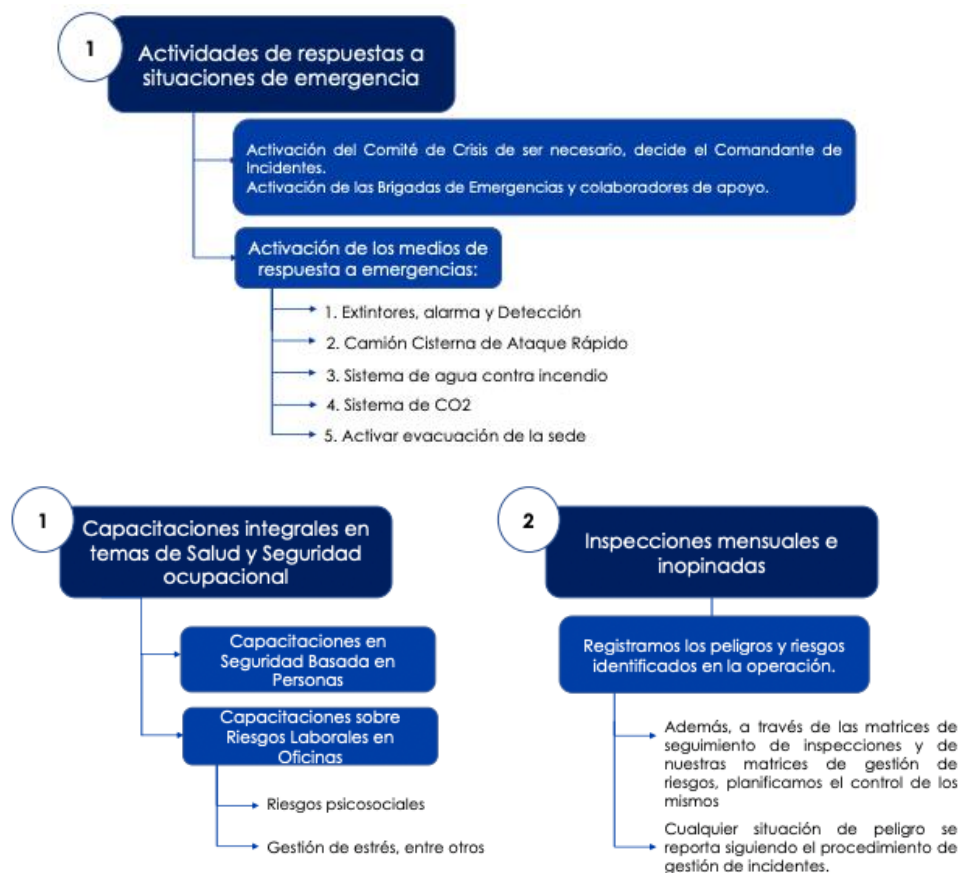 1
Actividades de respuestas a
situaciones de emergencia
Activación del Comité de Crisis de ser necesario, decide el Comandante de
Incidentes.
Activación de las Brigadas de Emergencias y colaboradores de apoyo.
Activación de los medios de
respuesta a emergencias:
1. Extintores, alarma y Detección
2. Camión Cisterna de Ataque Rápido
3. Sistema de agua contra incendio
4. Sistema de CO2
5. Activar evacuación de la sede
1
Capacitaciones integrales en
temas de Salud y Seguridad
ocupacional
Capacitaciones en
Seguridad Basada en
Personas
Capacitaciones sobre
Riesgos Laborales en
Oficinas
Riesgos psicosociales
Gestión de estrés, entre otros
2
Inspecciones mensuales e
inopinadas
Registramos los peligros y riesgos
identificados en la operación.
Además, a través de las matrices de
seguimiento de inspecciones y de
nuestras matrices de gestión de
riesgos, planificamos el control de los
mismos
Cualquier situación de peligro se
reporta siguiendo el procedimiento de
gestión de incidentes.